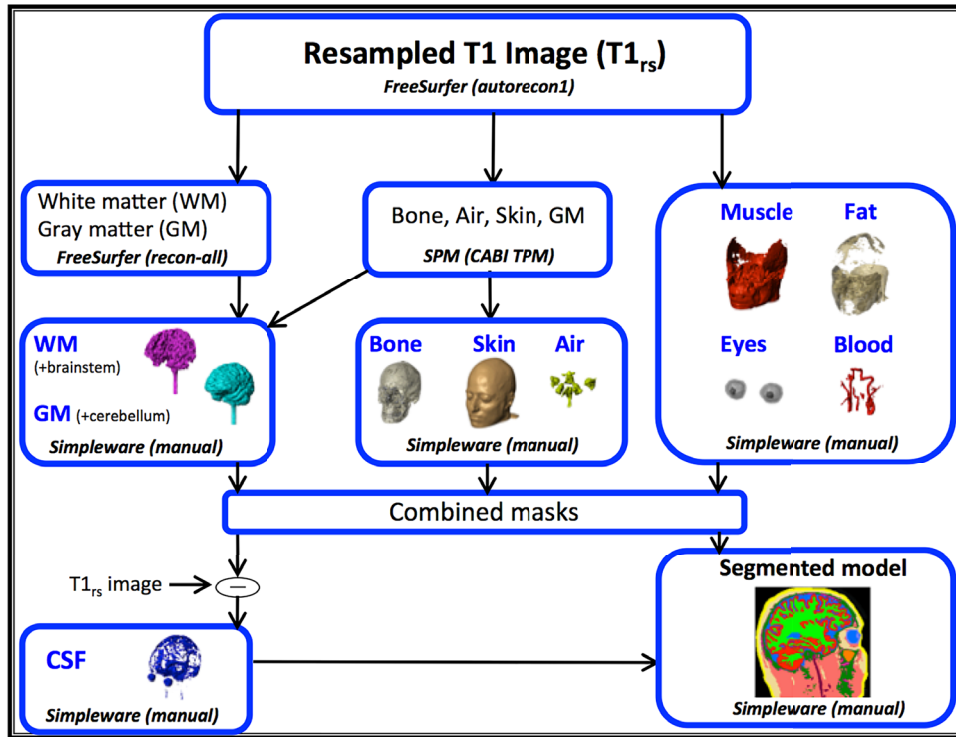 Resampled T1 Image (T1rs)
FreeSurfer (autorecon1)
White matter (WM)
Gray matter (GM)
FreeSurfer (recon-all)
Bone, Air, Skin, GM
SPM (CABI TPM)
Muscle Fat
Eyes Blood
Simpleware (manual)
WM
(+brainstem)
GM (+cerebellum)
Simpleware (manual)
Bone Skin Air
Simpleware (manual)
Combined masks
T1rs image
−
CSF
Simpleware (manual)
Segmented model
Simpleware (manual)